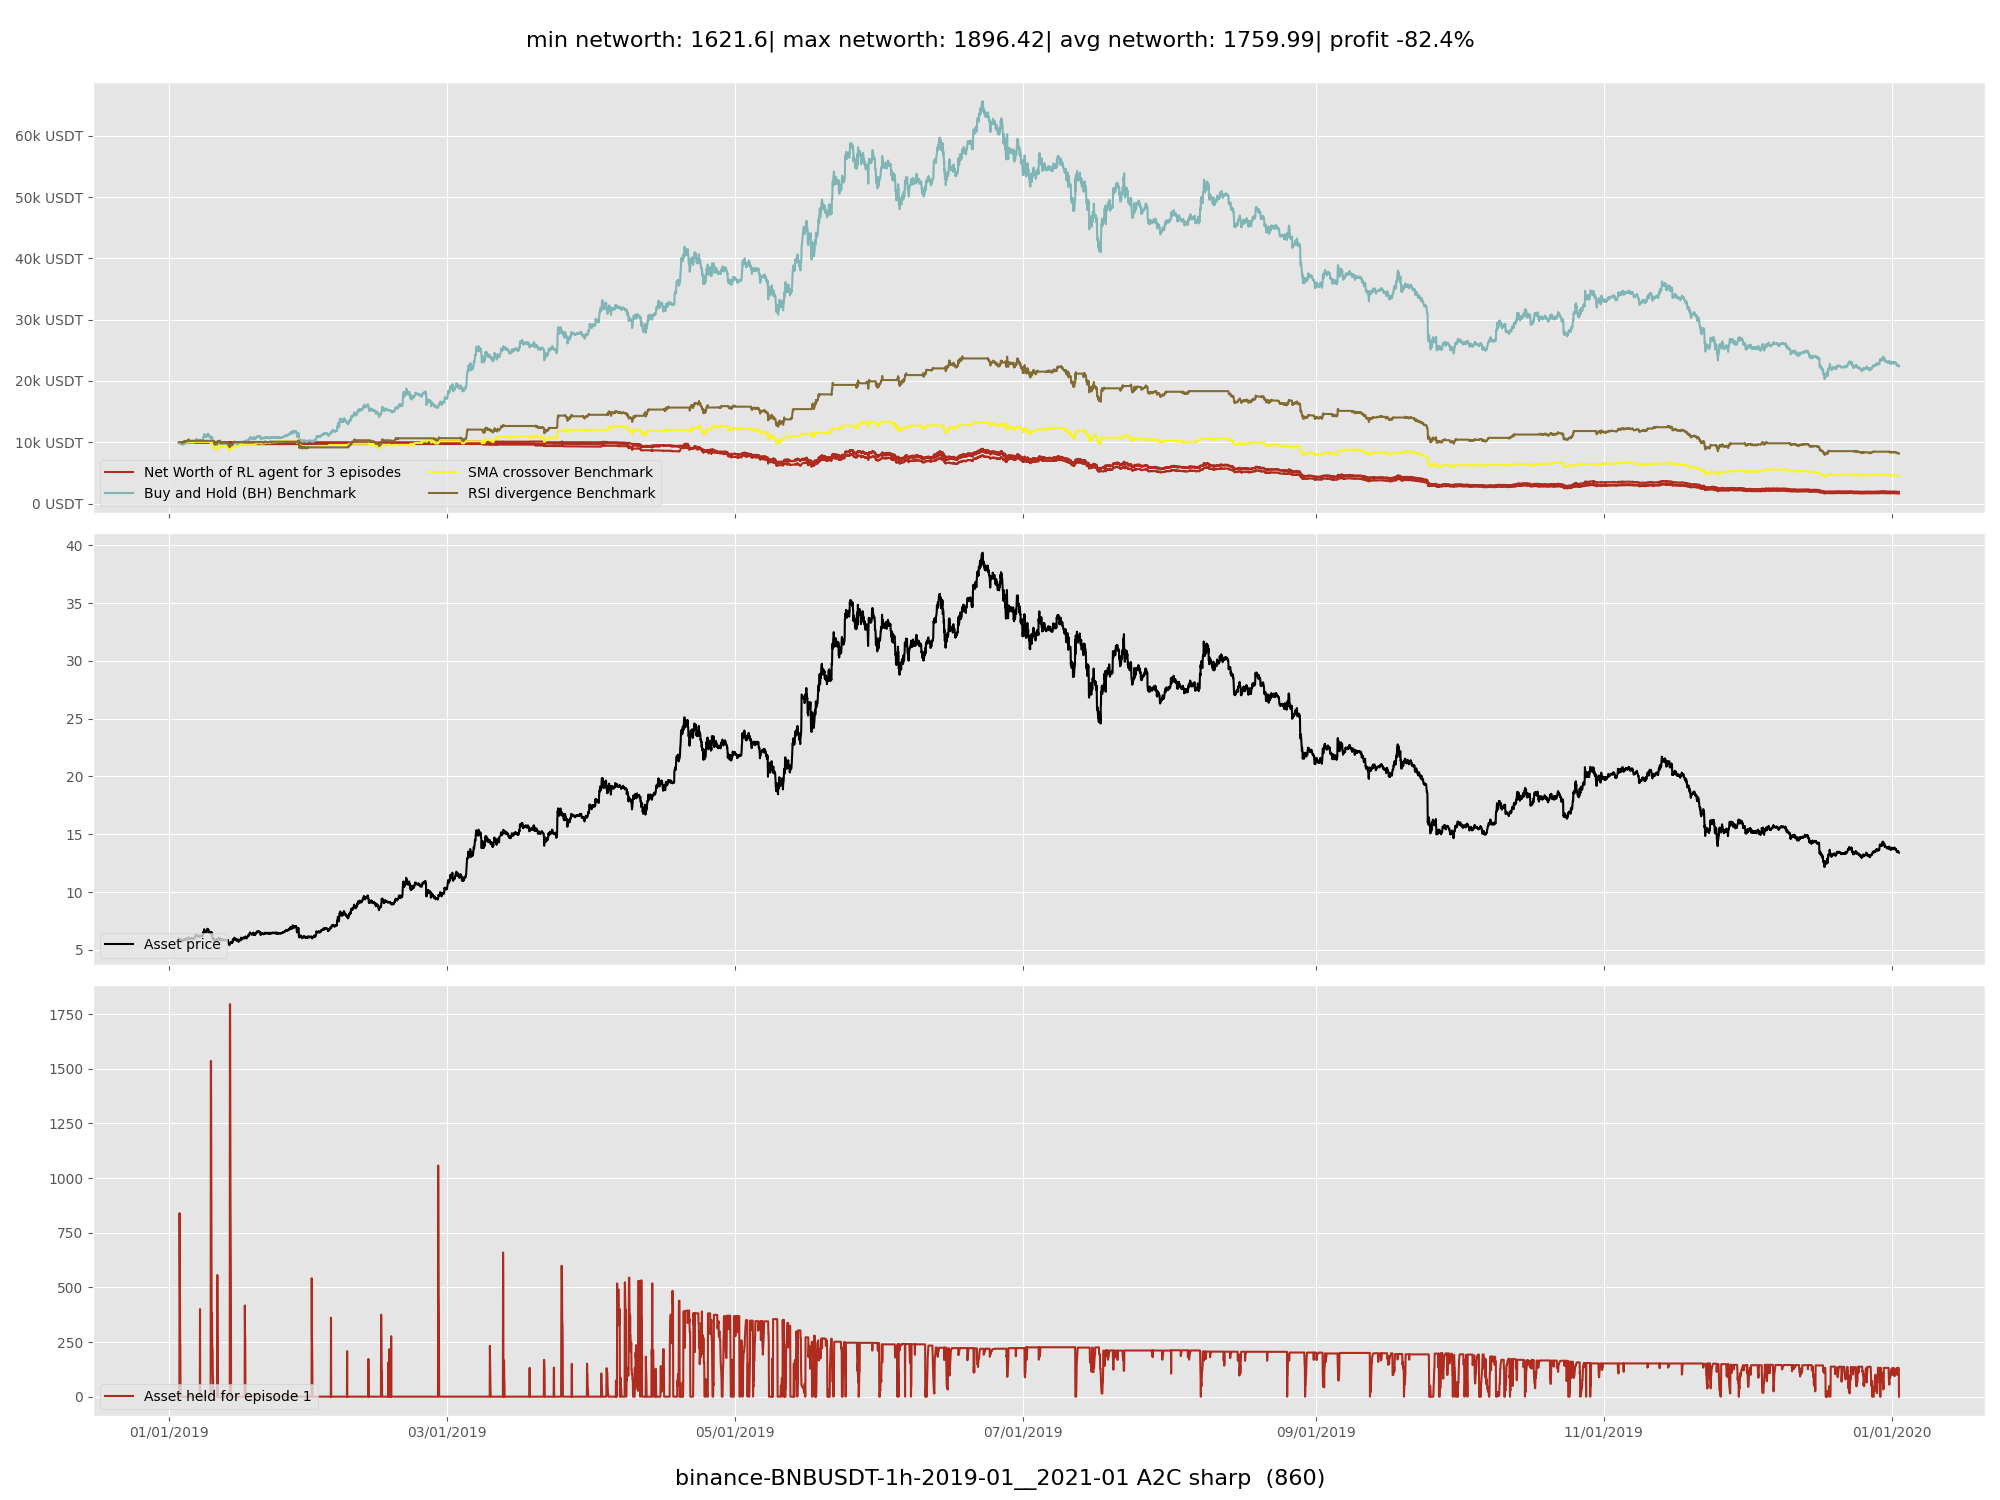 min networth: 1621.6| max networth: 1896.42| avg networth: 1759.99| profit -82.4%
60k USDT
50k USDT
40k USDT
30k USDT
20k USDT
10k USDT
0 USDT
Net Worth of RL agent for 3 episodes
Buy and Hold (BH) Benchmark
SMA crossover Benchmark
RSI divergence Benchmark
40
35
30
25
20
15
10
5
Asset price
1750
1500
1250
1000
750
500
250
0
Asset held for episode 1
01/01/2019
03/01/2019
05/01/2019
07/01/2019
09/01/2019
11/01/2019
01/01/2020
binance-BNBUSDT-1h-2019-01__2021-01 A2C sharp  (860)